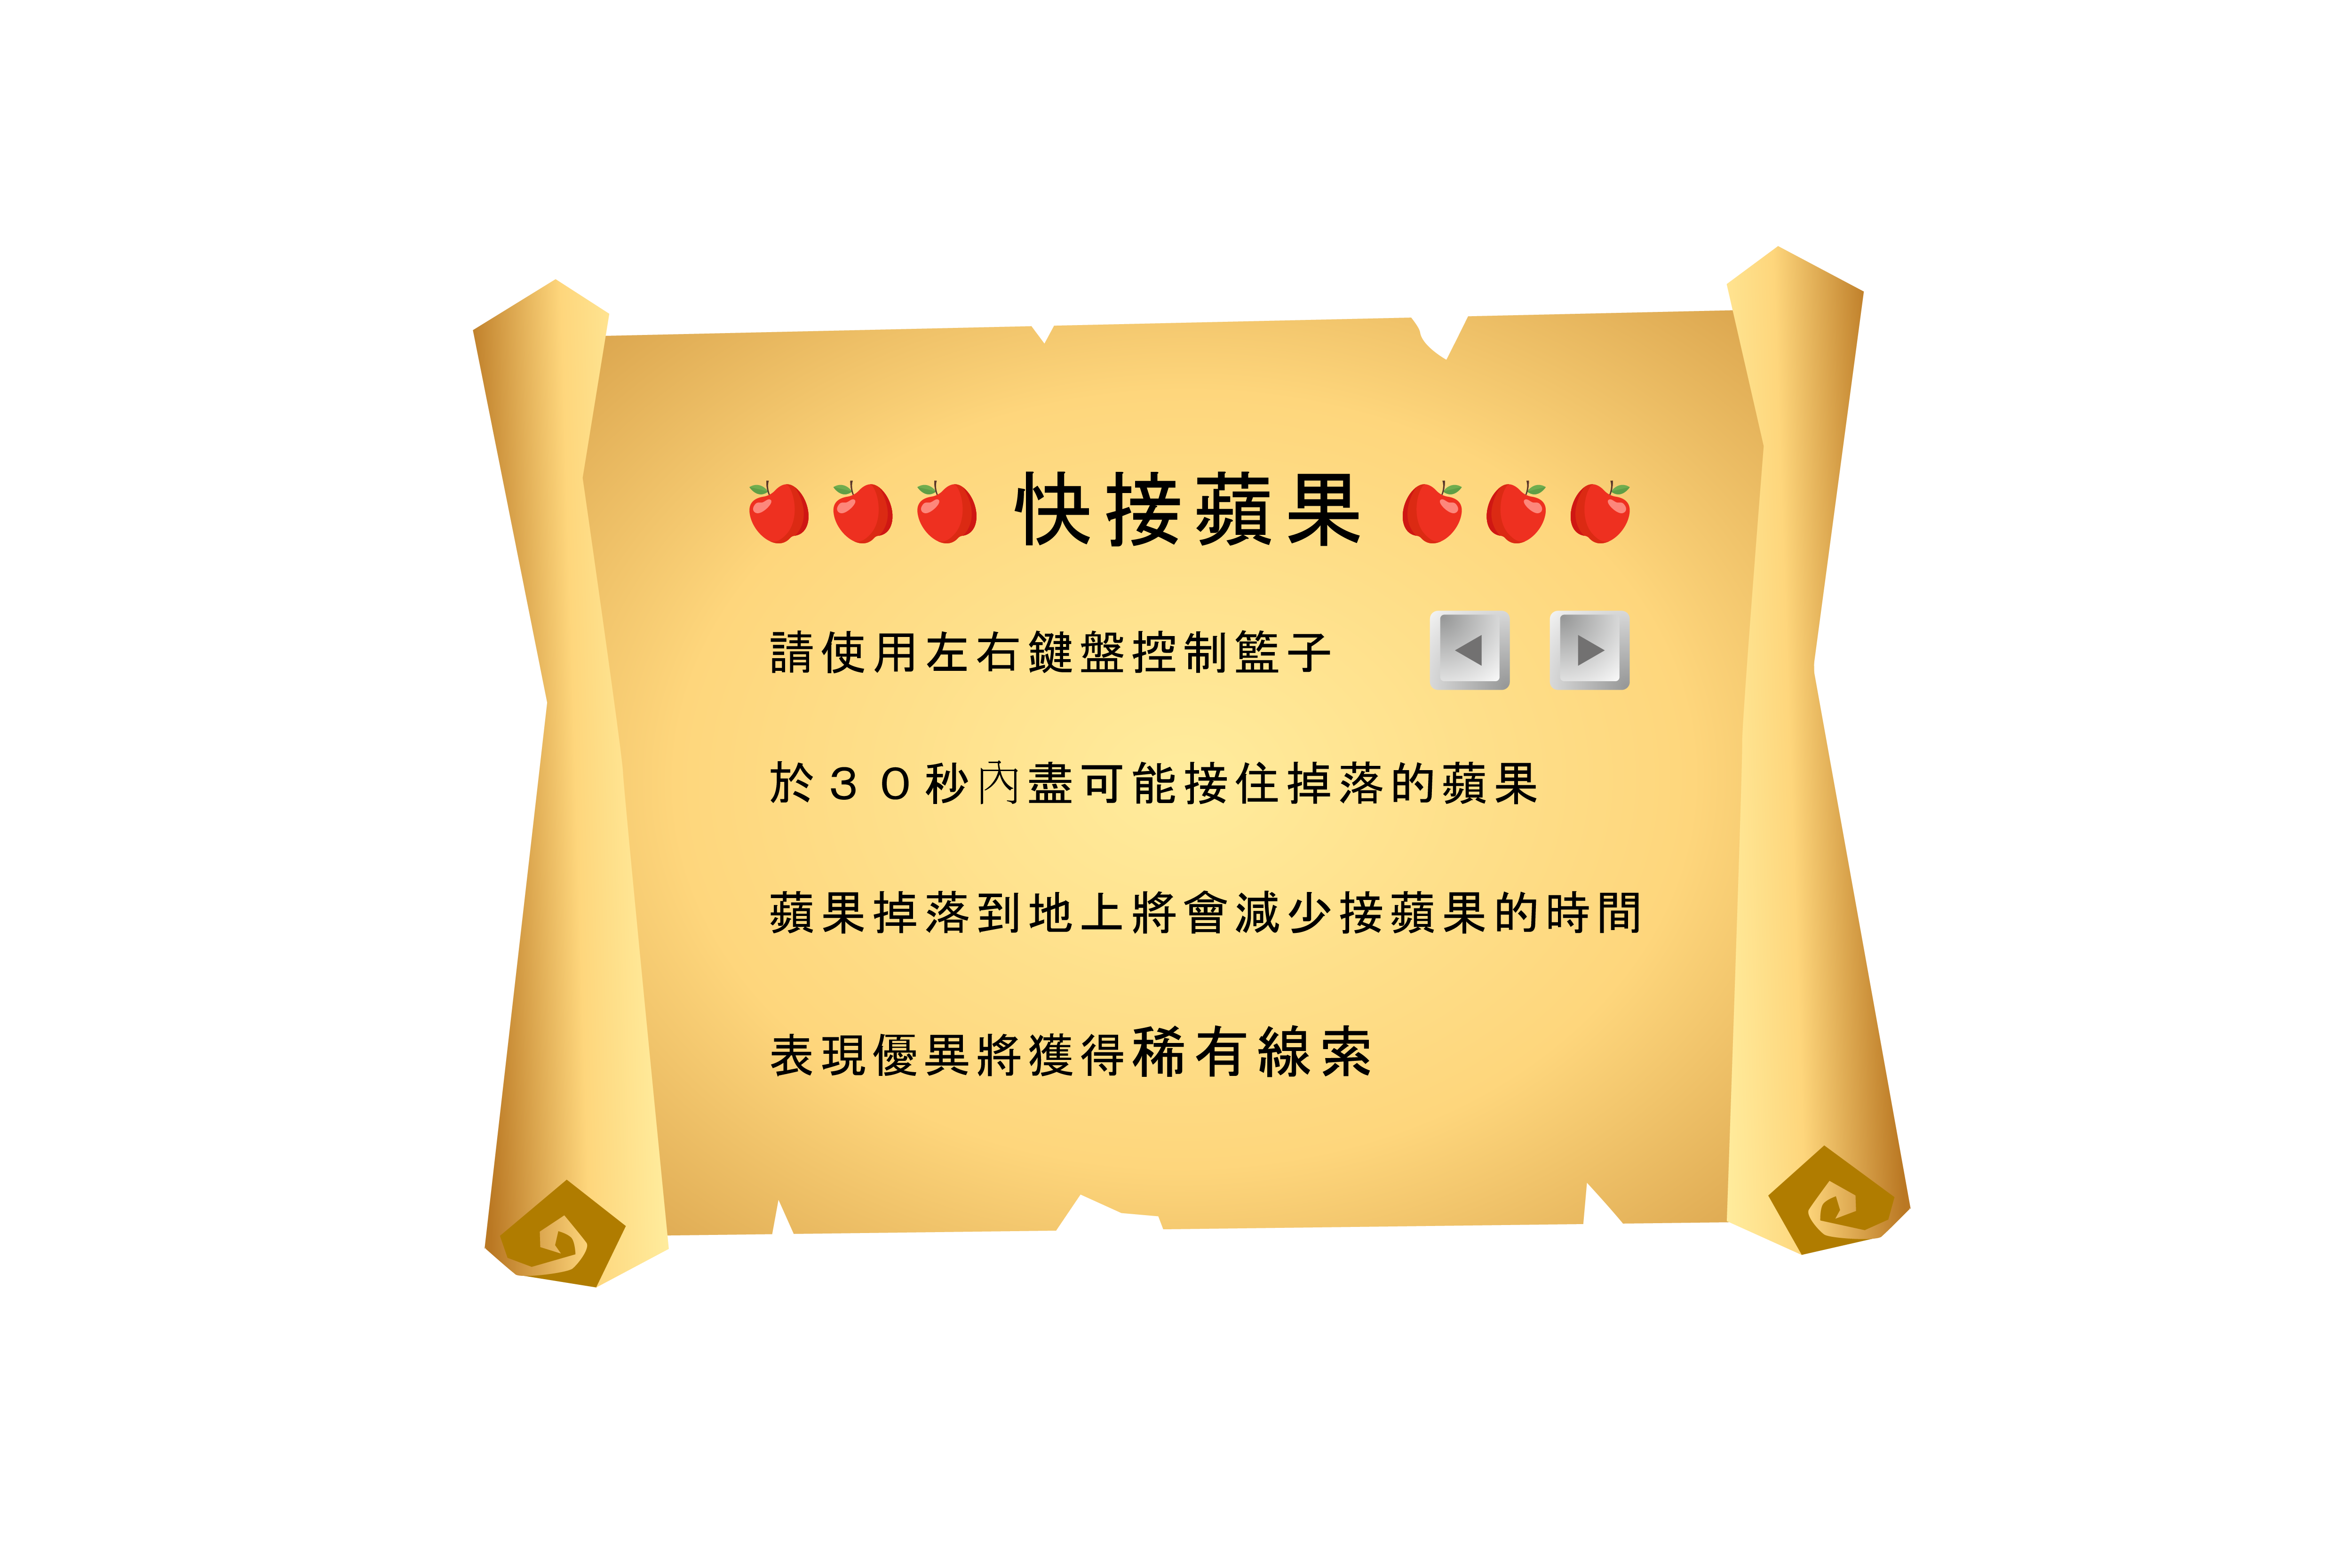 快接蘋果
請使用左右鍵盤控制籃子
於３０秒內盡可能接住掉落的蘋果
蘋果掉落到地上將會減少接蘋果的時間
表現優異將獲得稀有線索